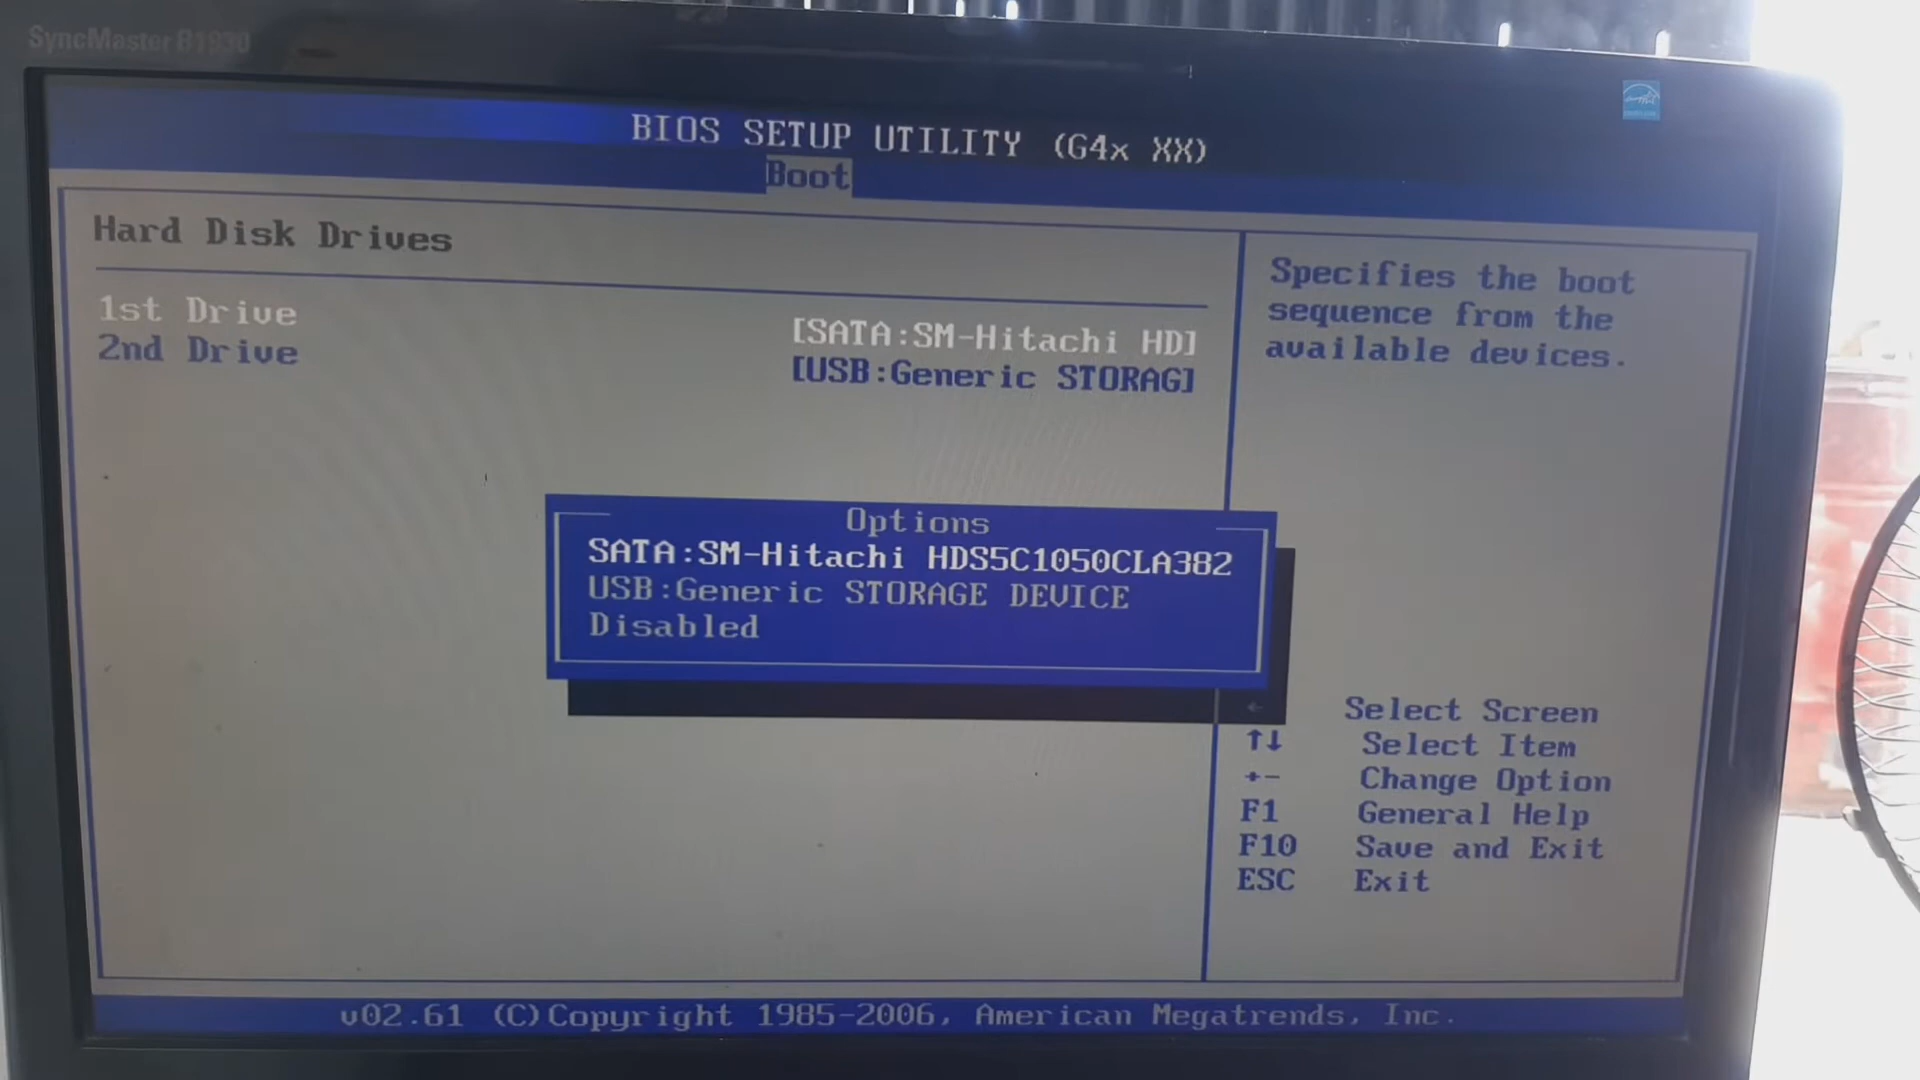 SyncMaster B1930
BIOS SETUP UTILITY (G4x XX)
Boot
Hard Disk Drives
1st Drive [SATA:SM-Hitachi HD]
2nd Drive [USB:Generic STORAG]
Specifies the boot
sequence from the
available devices.
Options
SATA:SM-Hitachi HDS5C1050CLA382
USB:Generic STORAGE DEVICE
Disabled
← Select Screen
↑↓ Select Item
+- Change Option
F1 General Help
F10 Save and Exit
ESC Exit
v02.61 (C)Copyright 1985-2006, American Megatrends, Inc.